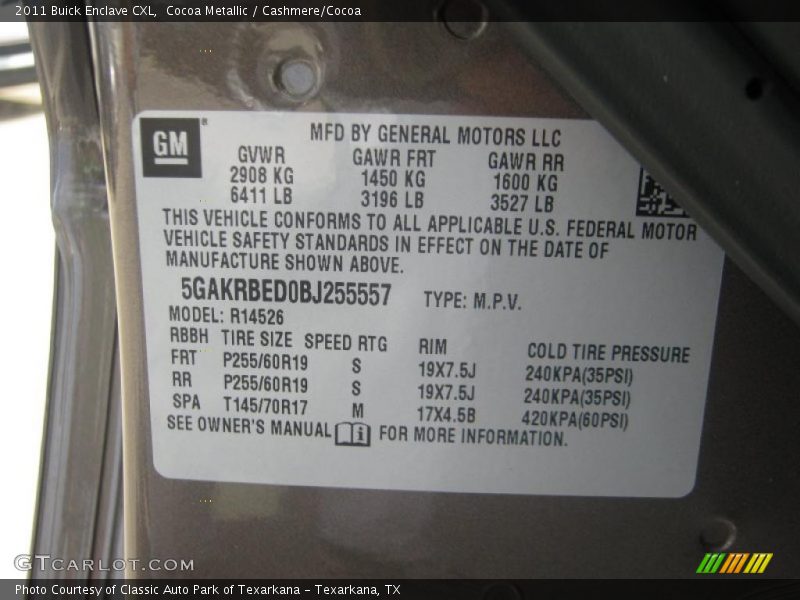 2011 Buick Enclave CXL, Cocoa Metallic / Cashmere/Cocoa
GM®
MFD BY GENERAL MOTORS LLC
GVWR GAWR FRT GAWR RR
2908 KG 1450 KG 1600 KG
6411 LB 3196 LB 3527 LB
THIS VEHICLE CONFORMS TO ALL APPLICABLE U.S. FEDERAL MOTOR
VEHICLE SAFETY STANDARDS IN EFFECT ON THE DATE OF
MANUFACTURE SHOWN ABOVE.
5GAKRBED0BJ255557 TYPE: M.P.V.
MODEL: R14526
RBBH TIRE SIZE SPEED RTG RIM COLD TIRE PRESSURE
FRT P255/60R19 S 19X7.5J 240KPA(35PSI)
RR P255/60R19 S 19X7.5J 240KPA(35PSI)
SPA T145/70R17 M 17X4.5B 420KPA(60PSI)
SEE OWNER'S MANUAL FOR MORE INFORMATION.
GTCARLOT.COM
Photo Courtesy of Classic Auto Park of Texarkana - Texarkana, TX